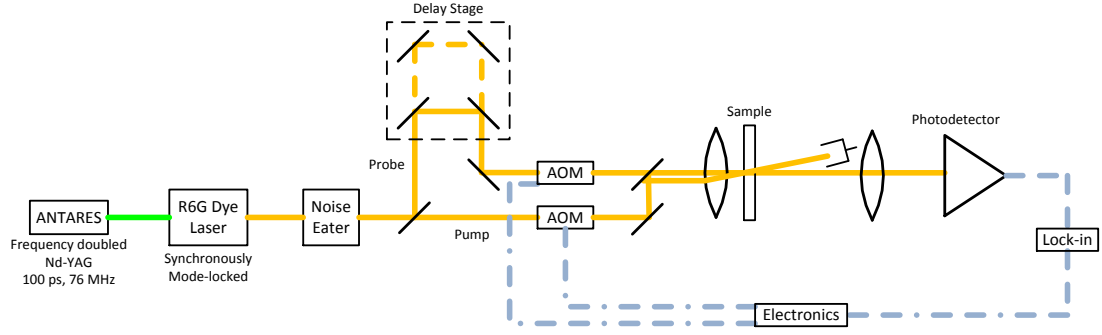 Delay Stage
Sample
Photodetector
Probe
AOM
ANTARES
R6G Dye
Laser
Noise
Eater
AOM
Pump
Frequency doubled
Nd-YAG
100 ps, 76 MHz
Synchronously
Mode-locked
Lock-in
Electronics